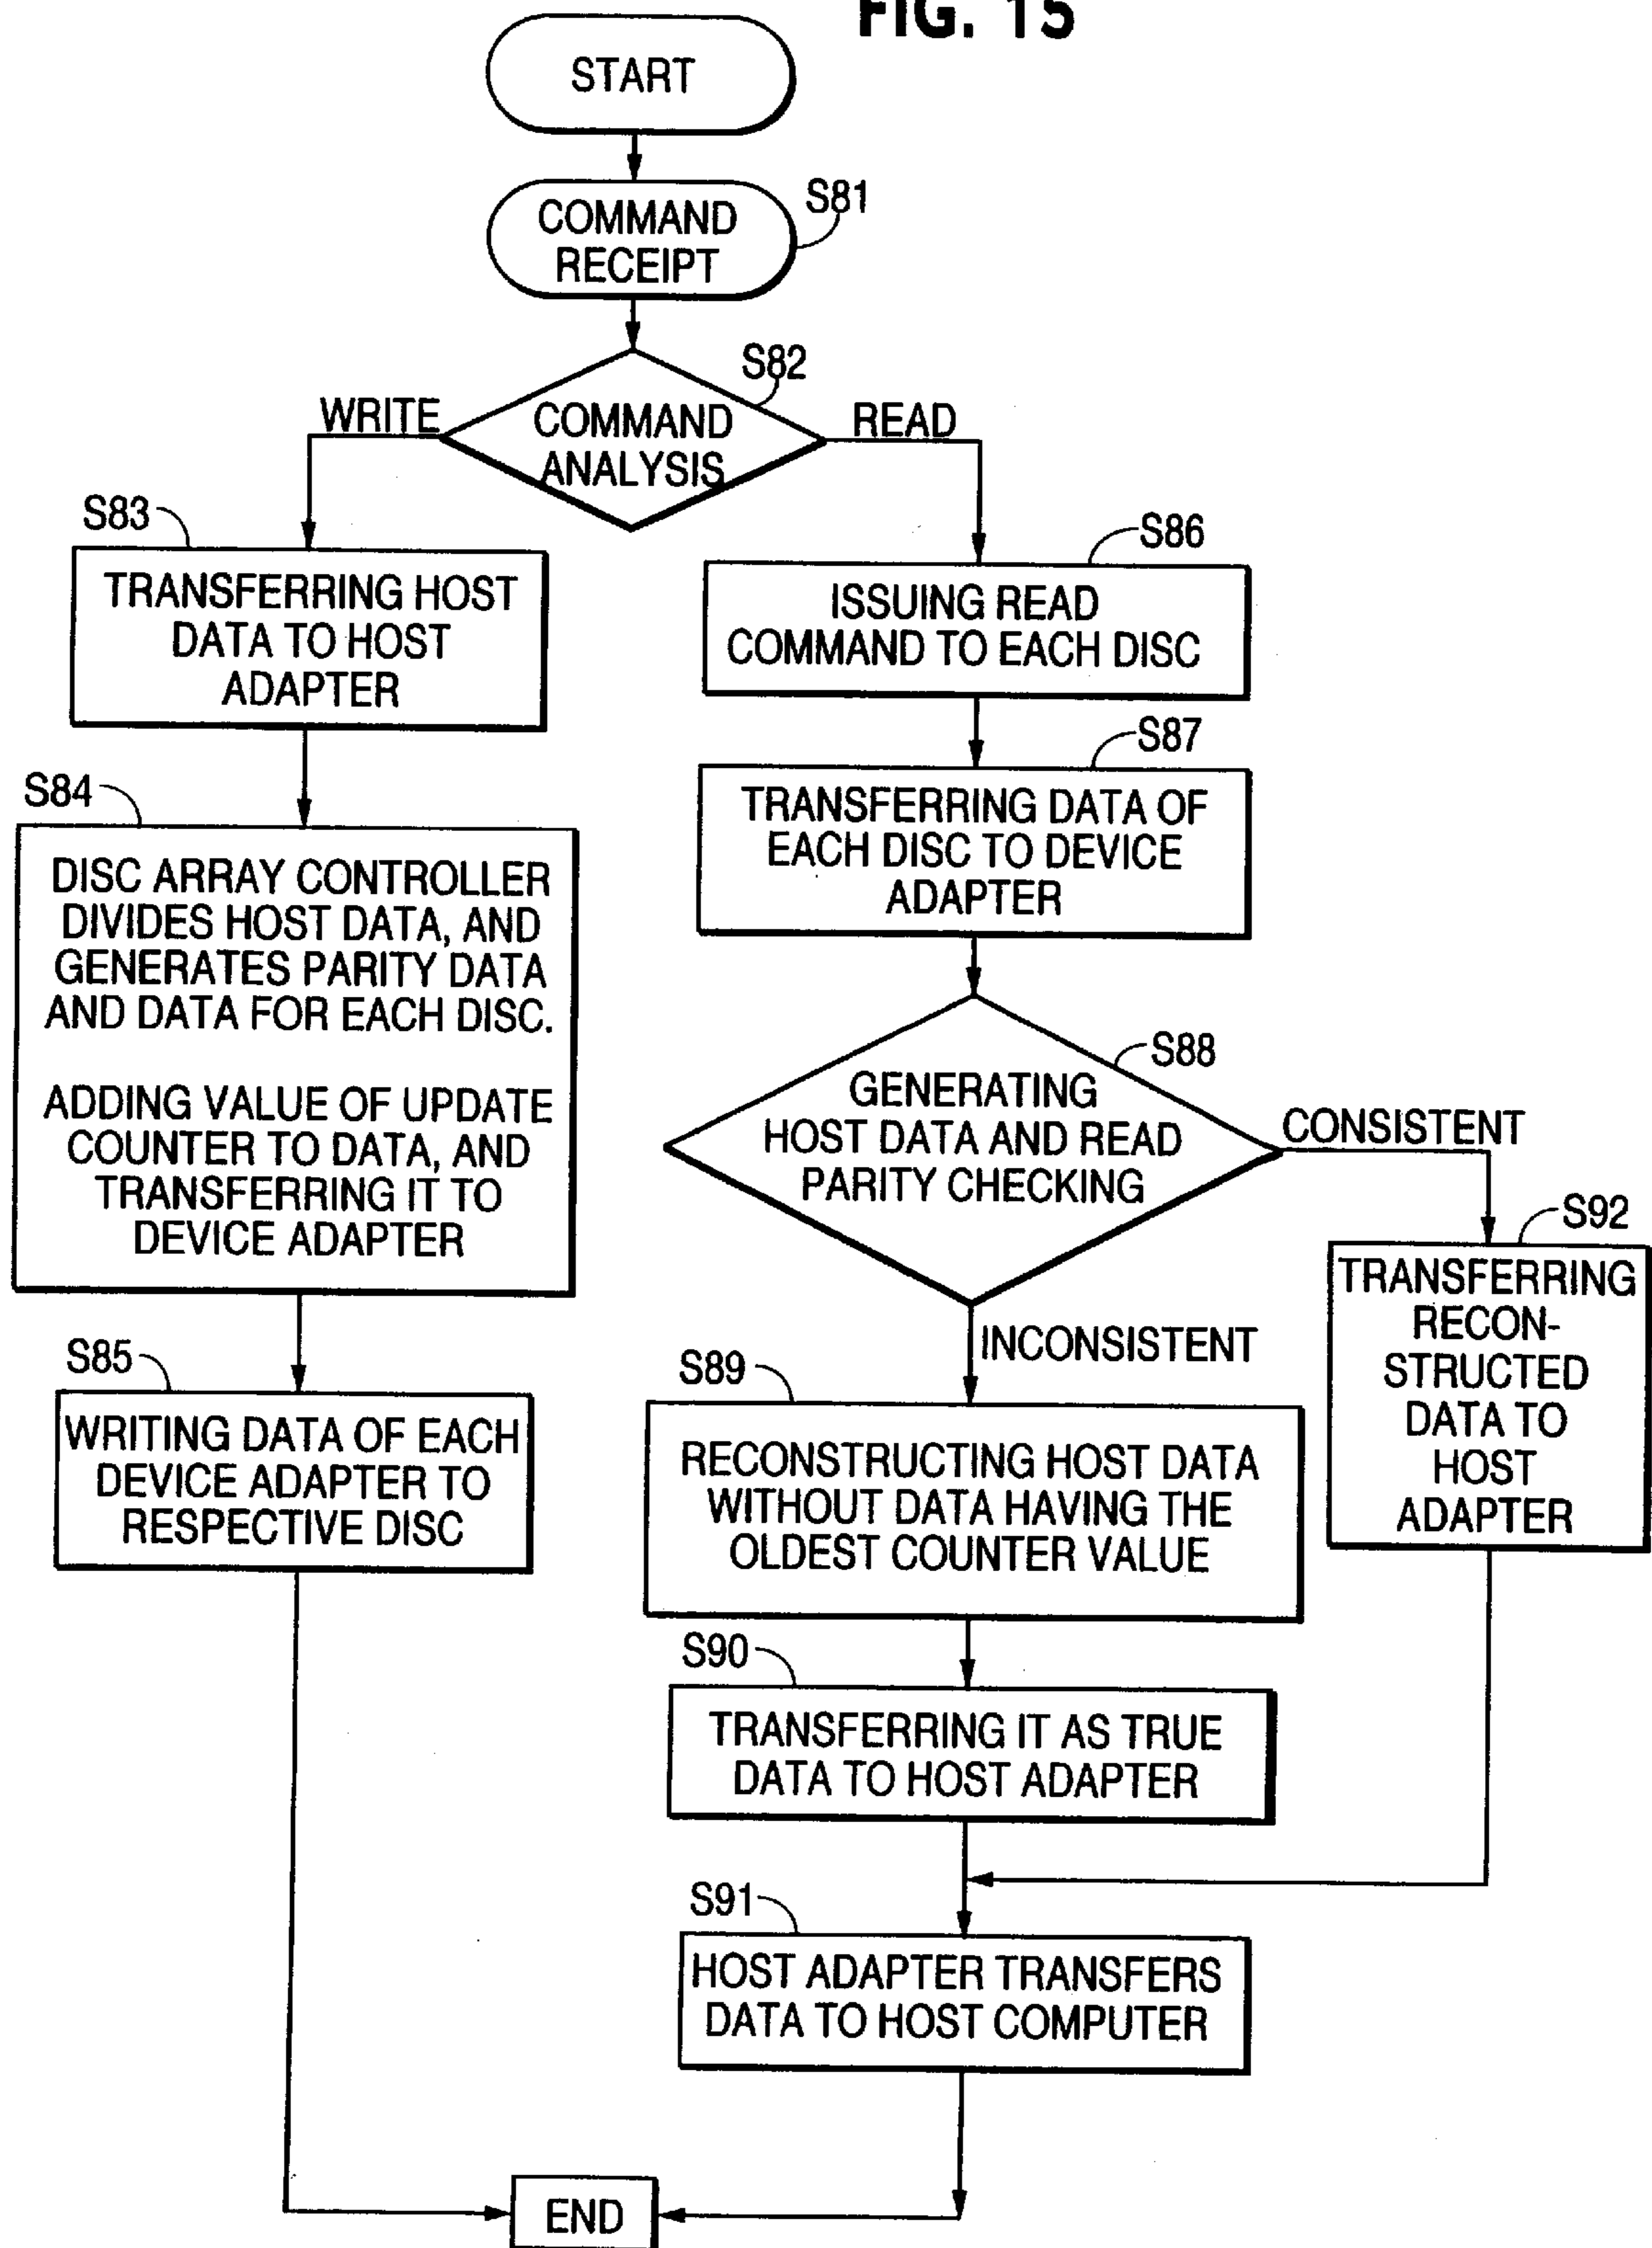 FIG. 15
START
S81
COMMAND
RECEIPT
S82
WRITE
COMMAND
ANALYSIS
READ
S83
TRANSFERRING HOST
DATA TO HOST
ADAPTER
S84
DISC ARRAY CONTROLLER
DIVIDES HOST DATA, AND
GENERATES PARITY DATA
AND DATA FOR EACH DISC.
ADDING VALUE OF UPDATE
COUNTER TO DATA, AND
TRANSFERRING IT TO
DEVICE ADAPTER
S85
WRITING DATA OF EACH
DEVICE ADAPTER TO
RESPECTIVE DISC
S86
ISSUING READ
COMMAND TO EACH DISC
S87
TRANSFERRING DATA OF
EACH DISC TO DEVICE
ADAPTER
S88
GENERATING
HOST DATA AND READ
PARITY CHECKING
CONSISTENT
INCONSISTENT
S89
RECONSTRUCTING HOST DATA
WITHOUT DATA HAVING THE
OLDEST COUNTER VALUE
S90
TRANSFERRING IT AS TRUE
DATA TO HOST ADAPTER
S92
TRANSFERRING
RECON-
STRUCTED
DATA TO
HOST
ADAPTER
S91
HOST ADAPTER TRANSFERS
DATA TO HOST COMPUTER
END